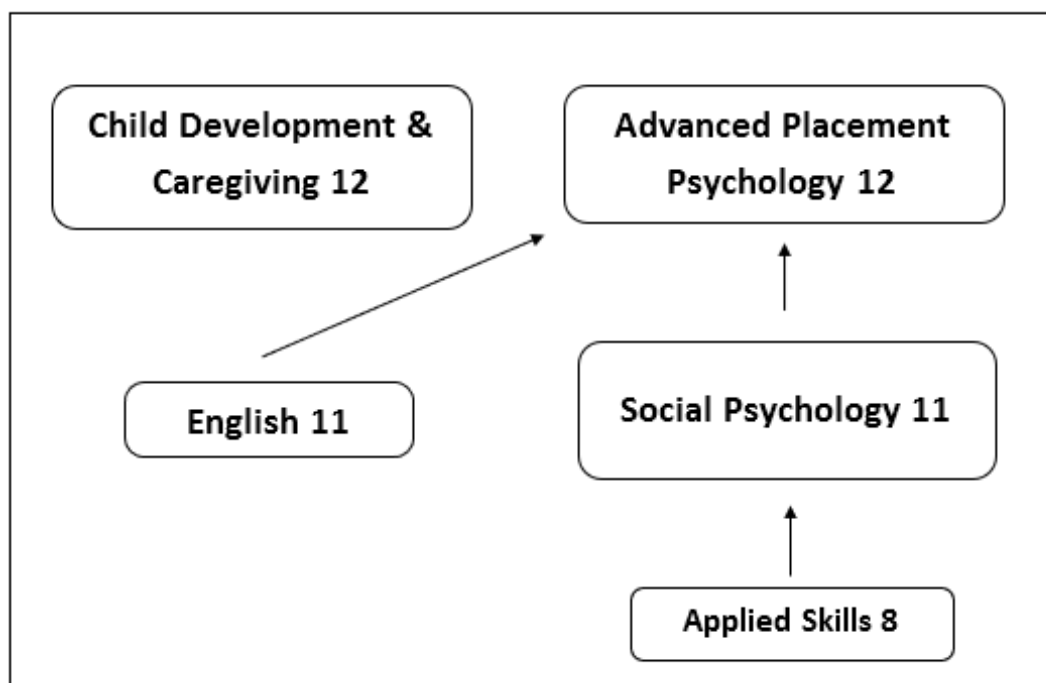 Child Development &
Caregiving 12
Advanced Placement
Psychology 12
English 11
Social Psychology 11
Applied Skills 8